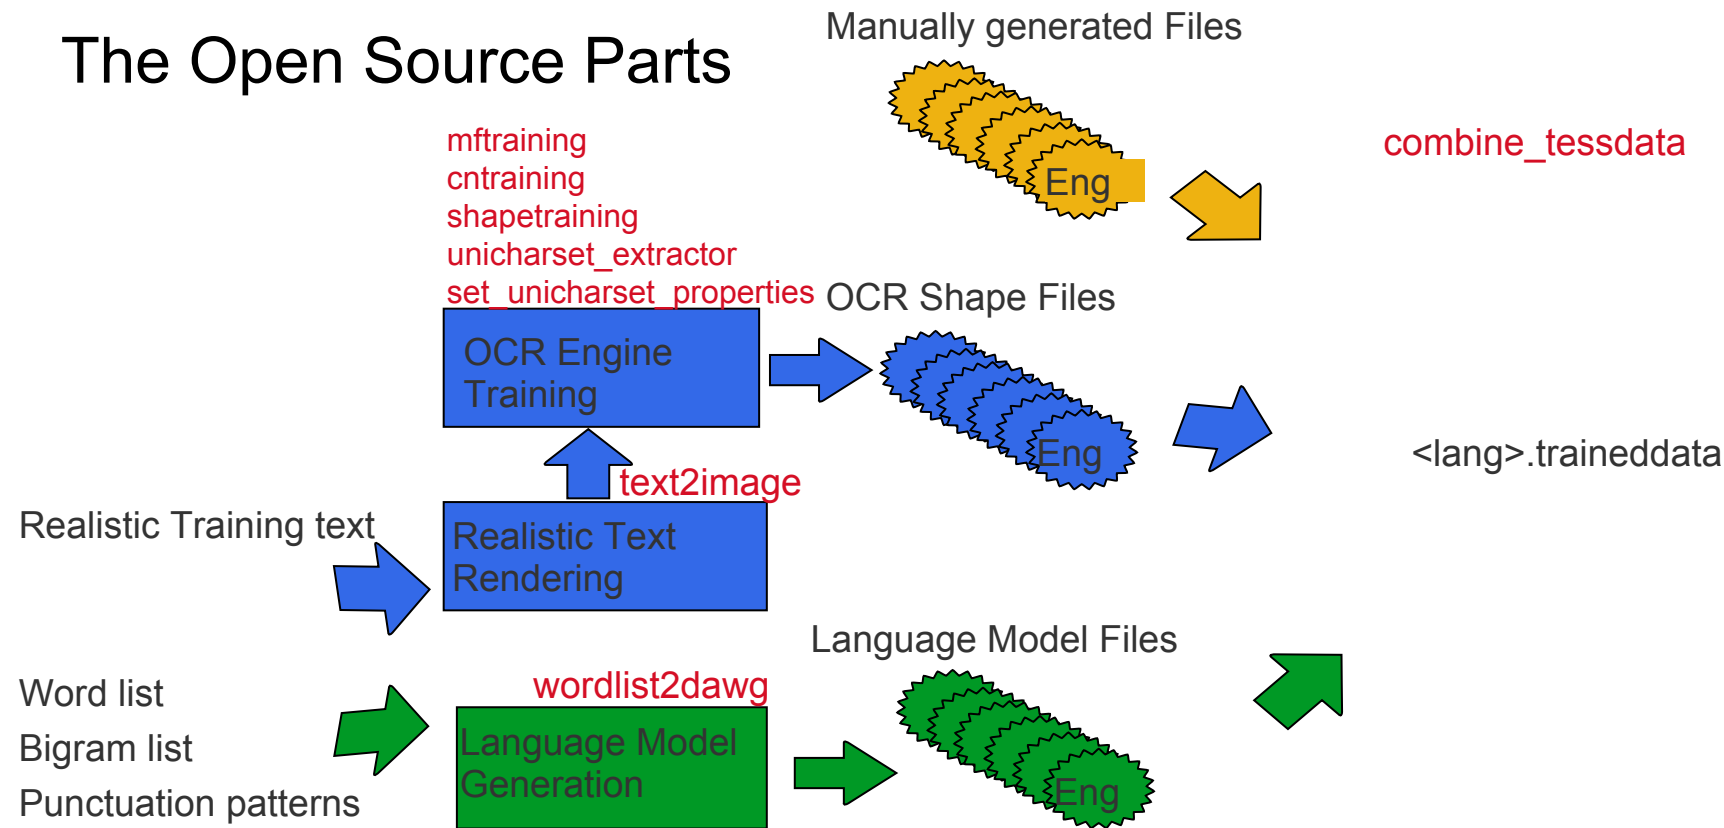 The Open Source Parts
Manually generated Files
Eng
combine_tessdata
mftraining
cntraining
shapetraining
unicharset_extractor
set_unicharset_properties
OCR Shape Files
OCR Engine
Training
Eng
<lang>.traineddata
text2image
Realistic Training text
Realistic Text
Rendering
Language Model Files
Word list
Bigram list
Punctuation patterns
wordlist2dawg
Language Model
Generation
Eng